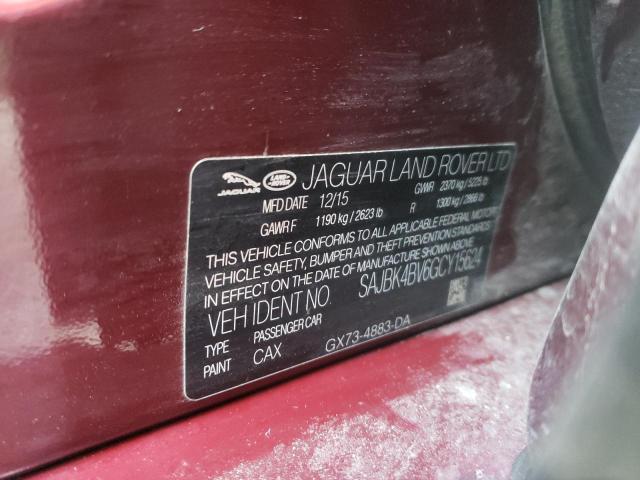 JAGUAR LAND-ROVER JAGUAR LAND ROVER LTD
MFD DATE 12/15 GVWR 2370 kg / 5225 lb
GAWR F 1190 kg / 2623 lb R 1300 kg / 2866 lb
THIS VEHICLE CONFORMS TO ALL APPLICABLE FEDERAL MOTOR
VEHICLE SAFETY, BUMPER AND THEFT PREVENTION STANDARDS
IN EFFECT ON THE DATE OF MANUFACTURE SHOWN ABOVE
VEH IDENT NO. SAJBK4BV6GCY15624
TYPE PASSENGER CAR
PAINT CAX GX73-4883-DA